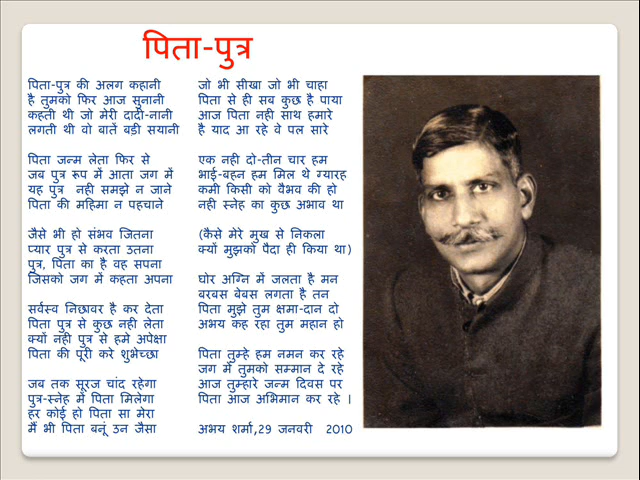 पिता-पुत्र
पिता-पुत्र की अलग कहानी
है तुमको फिर आज सुनानी
कहती थी जो मेरी दादी-नानी
लगती थी वो बातें बड़ी सयानी
पिता जन्म लेता फिर से
जब पुत्र रूप में आता जग में
यह पुत्र नही समझे न जाने
पिता की महिमा न पहचाने
जैसे भी हो संभव जितना
प्यार पुत्र से करता उतना
पुत्र, पिता का है वह सपना
जिसको जग में कहता अपना
सर्वस्व निछावर है कर देता
पिता पुत्र से कुछ नही लेता
क्यों नही पुत्र से हमे अपेक्षा
पिता की पूरी करे शुभेच्छा
जब तक सूरज चांद रहेगा
पुत्र-स्नेह में पिता मिलेगा
हर कोई हो पिता सा मेरा
मैं भी पिता बनूं उन जैसा
जो भी सीखा जो भी चाहा
पिता से ही सब कुछ है पाया
आज पिता नही साथ हमारे
है याद आ रहे वे पल सारे
एक नही दो-तीन चार हम
भाई-बहन हम मिल थे ग्यारह
कमी किसी को वैभव की हो
नही स्नेह का कुछ अभाव था
(कैसे मेरे मुख से निकला
क्यों मुझको पैदा ही किया था)
घोर अग्नि में जलता है मन
बरबस बेबस लगता है तन
पिता मुझे तुम क्षमा-दान दो
अभय कह रहा तुम महान हो
पिता तुम्हे हम नमन कर रहे
जग में तुमको सम्मान दे रहे
आज तुम्हारे जन्म दिवस पर
पिता आज अभिमान कर रहे ।
अभय शर्मा,29 जनवरी 2010